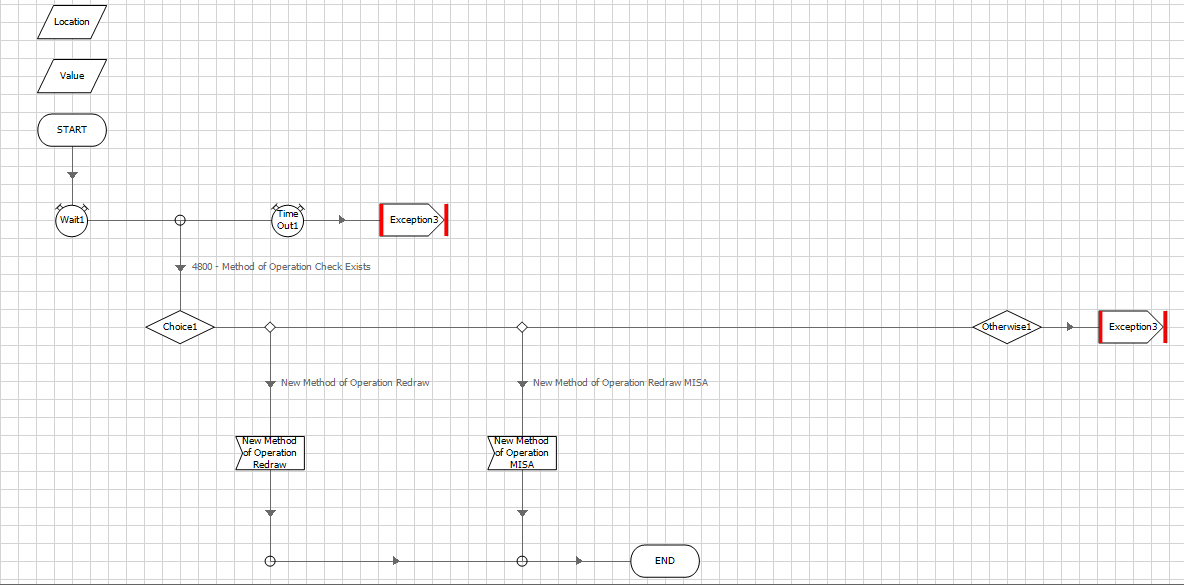 Location
Value
START
Wait1
Time
Out1
Exception3
4800 - Method of Operation Check Exists
Choice1
Otherwise1
Exception3
New Method of Operation Redraw
New Method of Operation Redraw MISA
New Method
of Operation
Redraw
New Method
of Operation
MISA
END